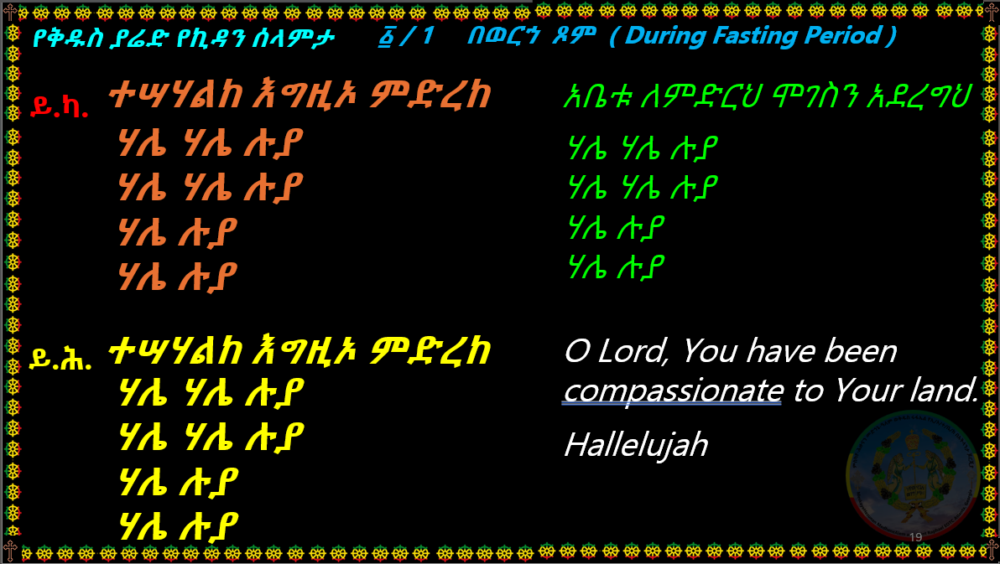 የቅዱስ ያሬድ የኪዳን ሰላምታ ፩ / 1 በወርኀ ጾም ( During Fasting Period )
ይ.ካ. ተሣሃልከ እግዚኦ ምድረከ
ሃሌ ሃሌ ሉያ
ሃሌ ሃሌ ሉያ
ሃሌ ሉያ
ሃሌ ሉያ
አቤቱ ለምድርህ ሞገስን አደረግህ
ሃሌ ሃሌ ሉያ
ሃሌ ሃሌ ሉያ
ሃሌ ሉያ
ሃሌ ሉያ
ይ.ሕ. ተሣሃልከ እግዚኦ ምድረከ
ሃሌ ሃሌ ሉያ
ሃሌ ሃሌ ሉያ
ሃሌ ሉያ
ሃሌ ሉያ
O Lord, You have been
compassionate to Your land.
Hallelujah
19